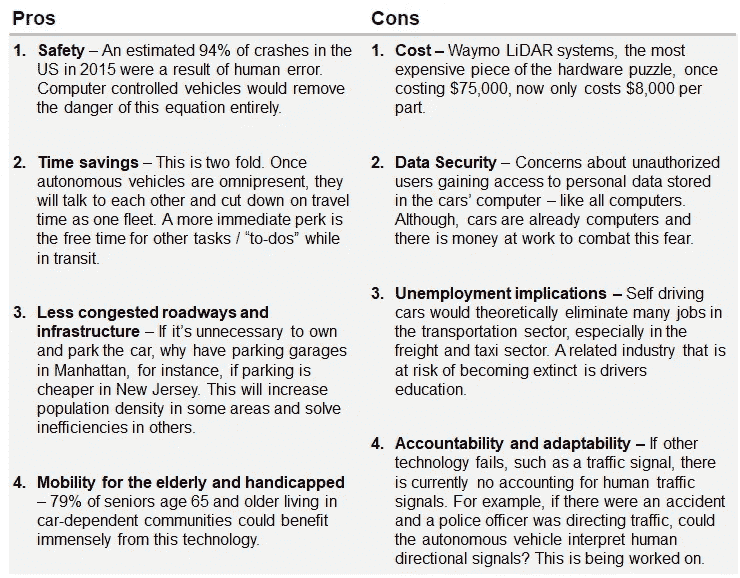 Pros
1. Safety – An estimated 94% of crashes in the
US in 2015 were a result of human error.
Computer controlled vehicles would remove
the danger of this equation entirely.
2. Time savings – This is two fold. Once
autonomous vehicles are omnipresent, they
will talk to each other and cut down on travel
time as one fleet. A more immediate perk is
the free time for other tasks / “to-dos” while
in transit.
3. Less congested roadways and
infrastructure – If it’s unnecessary to own
and park the car, why have parking garages
in Manhattan, for instance, if parking is
cheaper in New Jersey. This will increase
population density in some areas and solve
inefficiencies in others.
4. Mobility for the elderly and handicapped
– 79% of seniors age 65 and older living in
car-dependent communities could benefit
immensely from this technology.
Cons
1. Cost – Waymo LiDAR systems, the most
expensive piece of the hardware puzzle, once
costing $75,000, now only costs $8,000 per
part.
2. Data Security – Concerns about unauthorized
users gaining access to personal data stored
in the cars’ computer – like all computers.
Although, cars are already computers and
there is money at work to combat this fear.
3. Unemployment implications – Self driving
cars would theoretically eliminate many jobs in
the transportation sector, especially in the
freight and taxi sector. A related industry that is
at risk of becoming extinct is drivers
education.
4. Accountability and adaptability – If other
technology fails, such as a traffic signal, there
is currently no accounting for human traffic
signals. For example, if there were an accident
and a police officer was directing traffic, could
the autonomous vehicle interpret human
directional signals? This is being worked on.